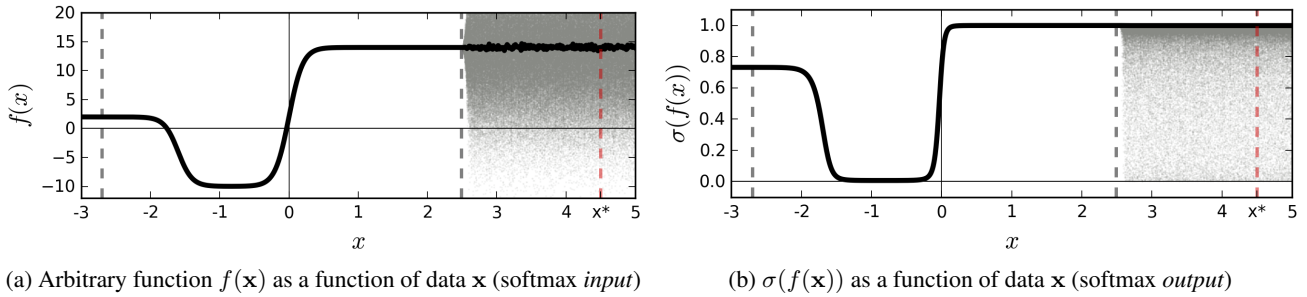 20
15
10
5
0
−5
−10
f(x)
-3 -2 -1 0 1 2 3 4 x* 5
x
(a) Arbitrary function f(x) as a function of data x (softmax input)
1.0
0.8
0.6
0.4
0.2
0.0
σ(f(x))
-3 -2 -1 0 1 2 3 4 x* 5
x
(b) σ(f(x)) as a function of data x (softmax output)